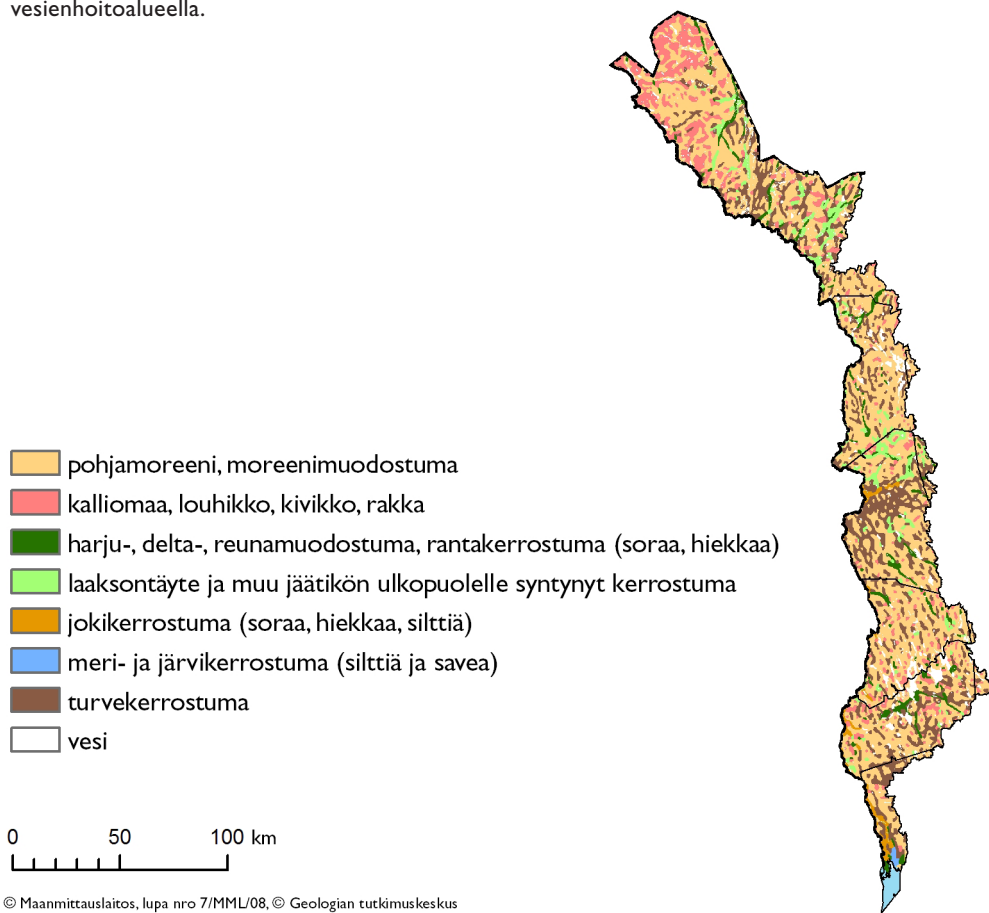 vesienhoitoalueella.
pohjamoreeni, moreenimuodostuma
kalliomaa, louhikko, kivikko, rakka
harju-, delta-, reunamuodostuma, rantakerrostuma (soraa, hiekkaa)
laaksontäyte ja muu jäätikön ulkopuolelle syntynyt kerrostuma
jokikerrostuma (soraa, hiekkaa, silttiä)
meri- ja järvikerrostuma (silttiä ja savea)
turvekerrostuma
vesi
0 50 100 km
© Maanmittauslaitos, lupa nro 7/MML/08, © Geologian tutkimuskeskus